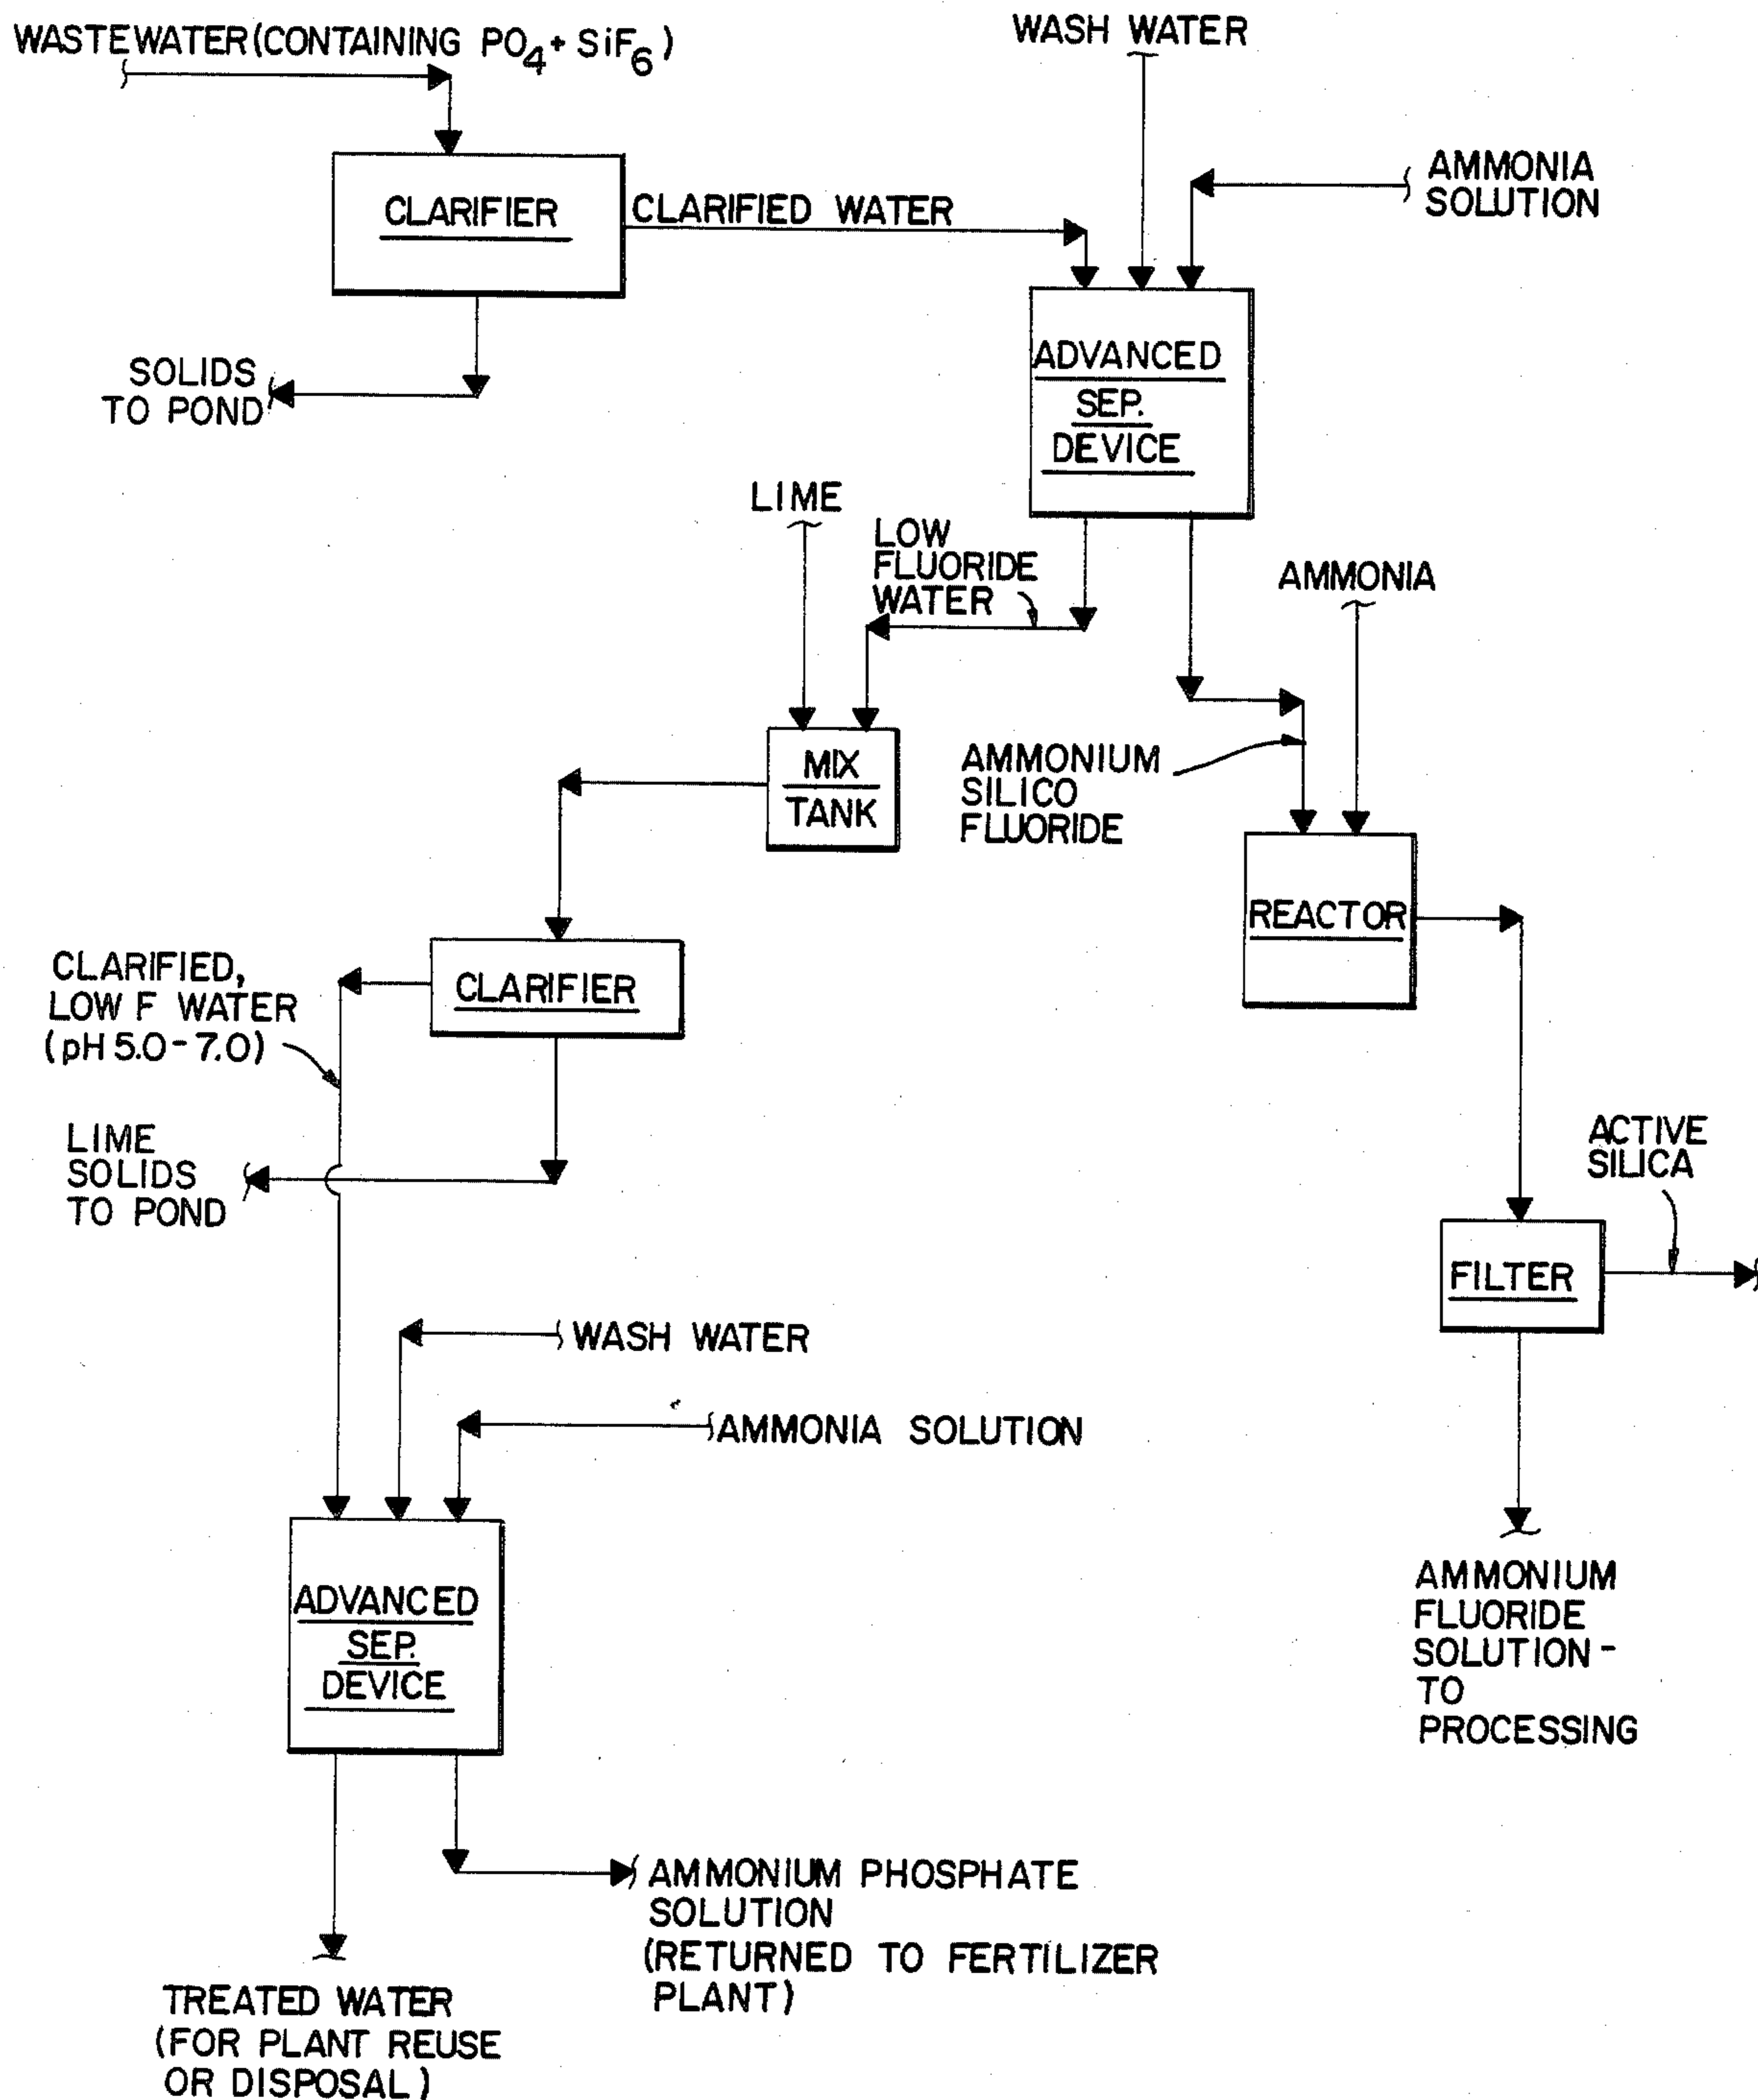 WASTEWATER (CONTAINING PO4 + SiF6)
WASH WATER
AMMONIA
SOLUTION
CLARIFIER
CLARIFIED WATER
SOLIDS
TO POND
ADVANCED
SEP.
DEVICE
LIME
LOW
FLUORIDE
WATER
AMMONIA
MIX
TANK
AMMONIUM
SILICO
FLUORIDE
REACTOR
CLARIFIED,
LOW F WATER
(pH 5.0-7.0)
CLARIFIER
LIME
SOLIDS
TO POND
ACTIVE
SILICA
FILTER
WASH WATER
AMMONIA SOLUTION
ADVANCED
SEP.
DEVICE
AMMONIUM
FLUORIDE
SOLUTION -
TO
PROCESSING
AMMONIUM PHOSPHATE
SOLUTION
(RETURNED TO FERTILIZER
PLANT)
TREATED WATER
(FOR PLANT REUSE
OR DISPOSAL)